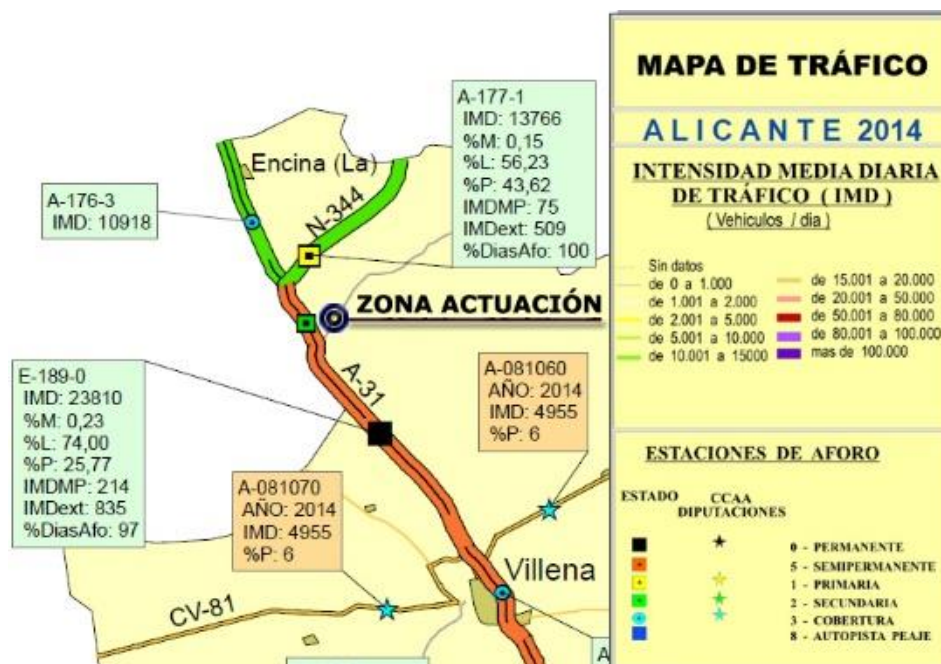 A-177-1
IMD: 13766
%M: 0,15
%L: 56,23
%P: 43,62
IMDMP: 75
IMDext: 509
%DiasAfo: 100
Encina (La)
A-176-3
IMD: 10918
N-344
ZONA ACTUACIÓN
E-189-0
IMD: 23810
%M: 0,23
%L: 74,00
%P: 25,77
IMDMP: 214
IMDext: 835
%DiasAfo: 97
A-31
A-081060
AÑO: 2014
IMD: 4955
%P: 6
A-081070
AÑO: 2014
IMD: 4955
%P: 6
Villena
CV-81
A
MAPA DE TRÁFICO
ALICANTE 2014
INTENSIDAD MEDIA DIARIA
DE TRÁFICO ( IMD )
( Vehículos / dia )
Sin datos
de 0 a 1.000
de 1.001 a 2.000
de 2.001 a 5.000
de 5.001 a 10.000
de 10.001 a 15000
de 15.001 a 20.000
de 20.001 a 50.000
de 50.001 a 80.000
de 80.001 a 100.000
mas de 100.000
ESTACIONES DE AFORO
ESTADO CCAA
DIPUTACIONES
0 - PERMANENTE
5 - SEMIPERMANENTE
1 - PRIMARIA
2 - SECUNDARIA
3 - COBERTURA
8 - AUTOPISTA PEAJE